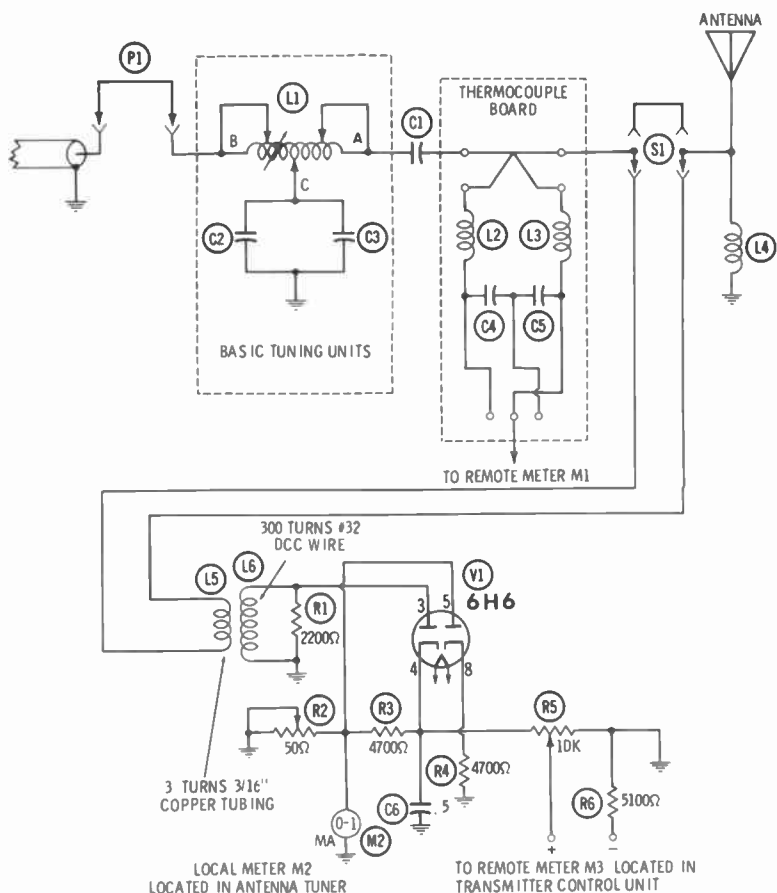 ANTENNA
P1
L1
THERMOCOUPLE
BOARD
B
A
C1
S1
C
C2
C3
L2
L3
L4
C4
C5
BASIC TUNING UNITS
TO REMOTE METER M1
300 TURNS #32
DCC WIRE
L5
L6
V1
6H6
3
5
R1
2200Ω
4
8
R2
R3
R5
50Ω
4700Ω
10K
R4
4700Ω
3 TURNS 3/16"
COPPER TUBING
C6
.5
R6
5100Ω
0-1
MA
M2
+
−
LOCAL METER M2
LOCATED IN ANTENNA TUNER
TO REMOTE METER M3 LOCATED IN
TRANSMITTER CONTROL UNIT